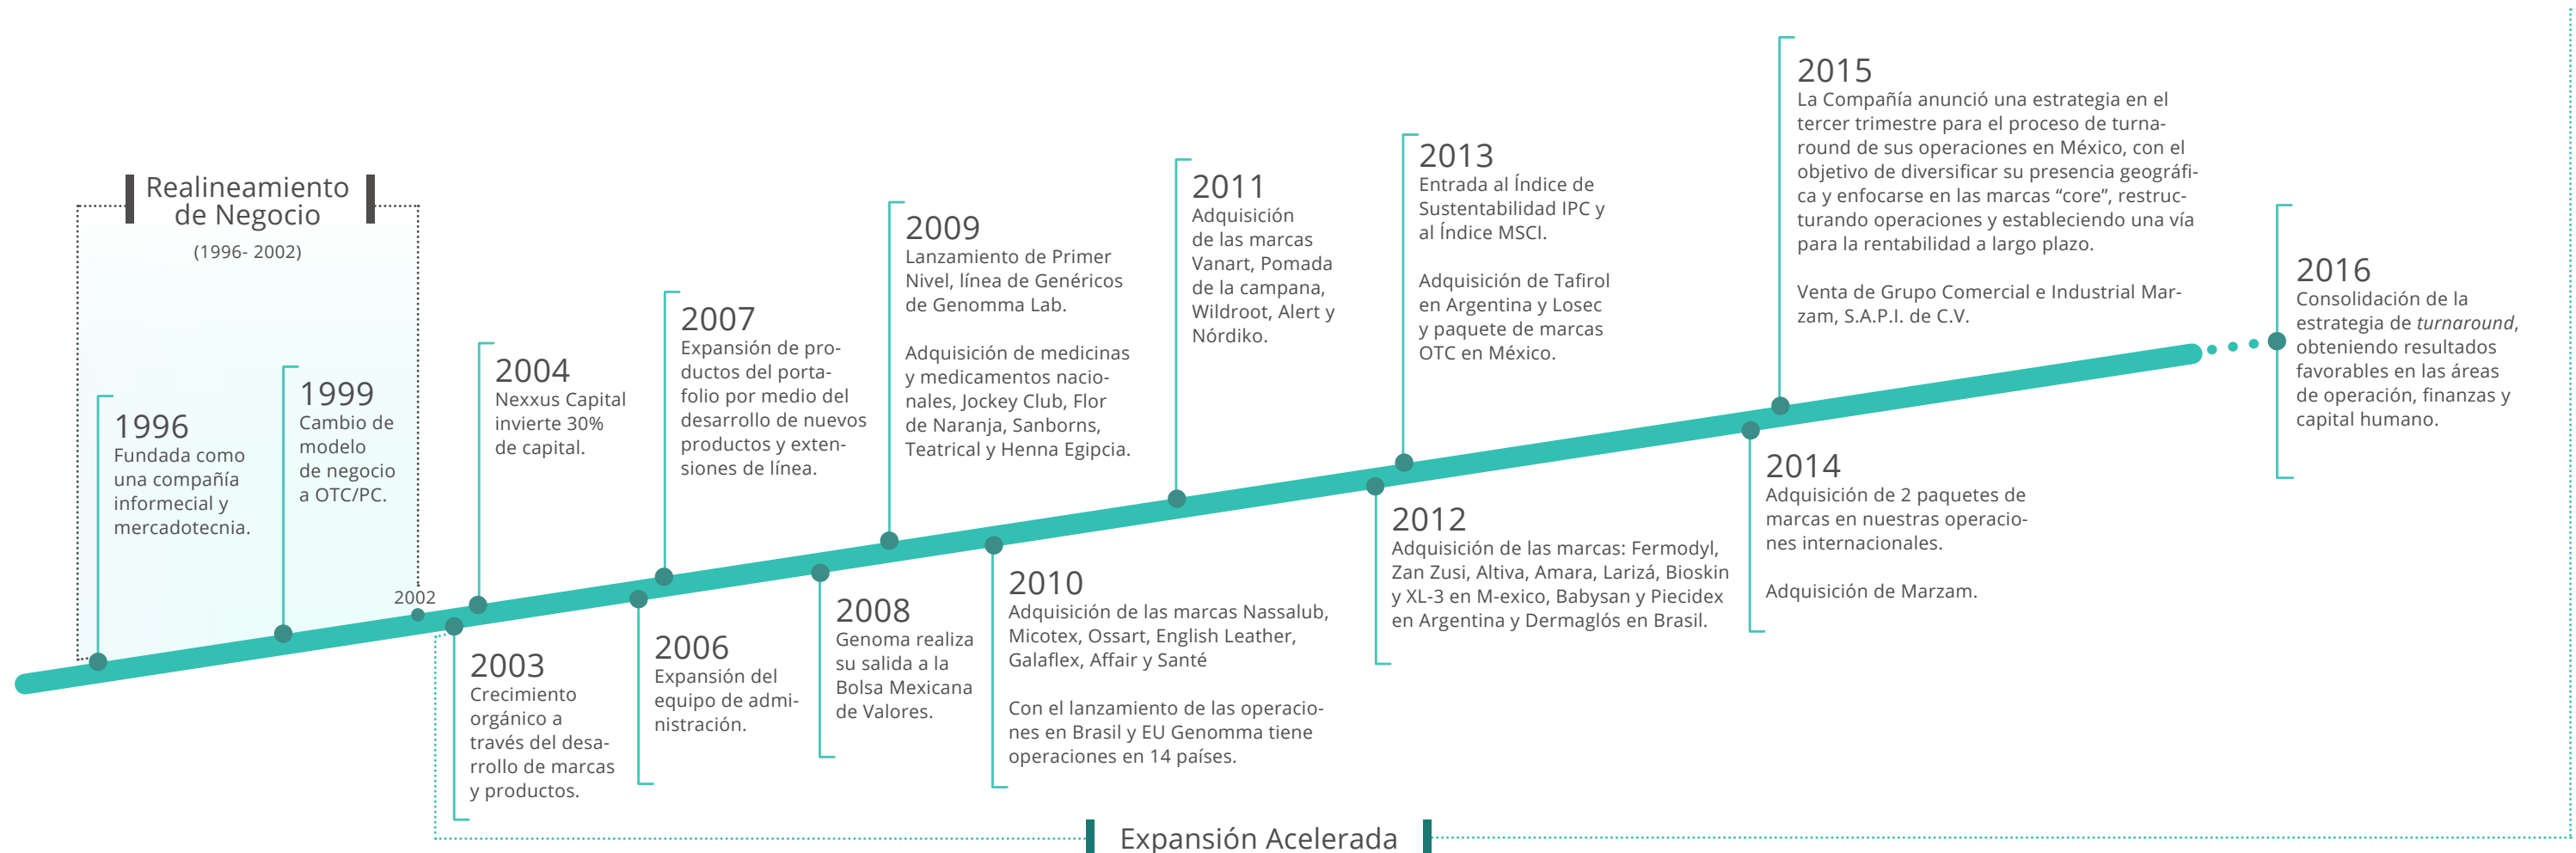 Realineamiento
de Negocio
(1996- 2002)
1996
Fundada como
una compañía
informecial y
mercadotecnia.
1999
Cambio de
modelo
de negocio
a OTC/PC.
2002
2003
Crecimiento
orgánico a
través del desa-
rrollo de marcas
y productos.
2004
Nexxus Capital
invierte 30%
de capital.
2006
Expansión del
equipo de admi-
nistración.
2007
Expansión de pro-
ductos del porta-
folio por medio del
desarrollo de nuevos
productos y exten-
siones de línea.
2008
Genoma realiza
su salida a la
Bolsa Mexicana
de Valores.
2009
Lanzamiento de Primer
Nivel, línea de Genéricos
de Genomma Lab.
Adquisición de medicinas
y medicamentos nacio-
nales, Jockey Club, Flor
de Naranja, Sanborns,
Teatrical y Henna Egipcia.
2010
Adquisición de las marcas Nassalub,
Micotex, Ossart, English Leather,
Galaflex, Affair y Santé
Con el lanzamiento de las operacio-
nes en Brasil y EU Genomma tiene
operaciones en 14 países.
2011
Adquisición
de las marcas
Vanart, Pomada
de la campana,
Wildroot, Alert y
Nórdiko.
2012
Adquisición de las marcas: Fermodyl,
Zan Zusi, Altiva, Amara, Larizá, Bioskin
y XL-3 en M-exico, Babysan y Piecidex
en Argentina y Dermaglós en Brasil.
2013
Entrada al Índice de
Sustentabilidad IPC y
al Índice MSCI.
Adquisición de Tafirol
en Argentina y Losec
y paquete de marcas
OTC en México.
2014
Adquisición de 2 paquetes de
marcas en nuestras operacio-
nes internacionales.
Adquisición de Marzam.
2015
La Compañía anunció una estrategia en el
tercer trimestre para el proceso de turna-
round de sus operaciones en México, con el
objetivo de diversificar su presencia geográfi-
ca y enfocarse en las marcas “core”, restruc-
turando operaciones y estableciendo una vía
para la rentabilidad a largo plazo.
Venta de Grupo Comercial e Industrial Mar-
zam, S.A.P.I. de C.V.
2016
Consolidación de la
estrategia de turnaround,
obteniendo resultados
favorables en las áreas
de operación, finanzas y
capital humano.
Expansión Acelerada